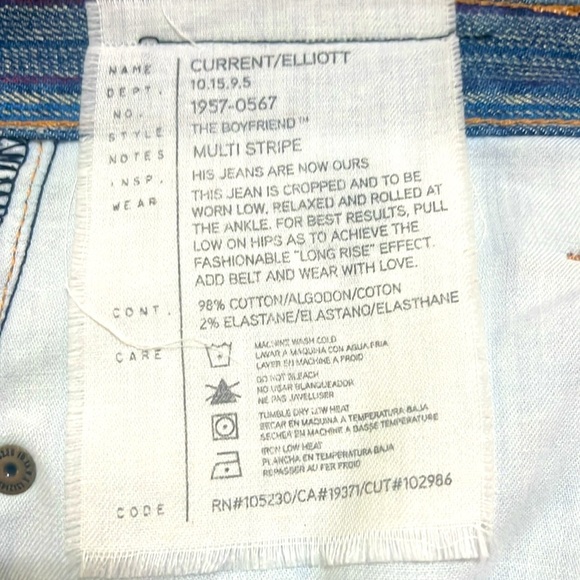 NAME CURRENT/ELLIOTT
DEPT. 10.15.9.5
NO. 1957-0567
STYLE THE BOYFRIEND™
NOTES MULTI STRIPE
INSP. HIS JEANS ARE NOW OURS
WEAR THIS JEAN IS CROPPED AND TO BE
WORN LOW, RELAXED AND ROLLED AT
THE ANKLE. FOR BEST RESULTS, PULL
LOW ON HIPS AS TO ACHIEVE THE
FASHIONABLE "LONG RISE" EFFECT.
ADD BELT AND WEAR WITH LOVE.
CONT. 98% COTTON/ALGODON/COTON
2% ELASTANE/ELASTANO/ELASTHANE
CARE MACHINE WASH COLD
LAVAR A MAQUINA CON AGUA FRIA
LAVER EN MACHINE A FROID
DO NOT BLEACH
NO USAR BLANQUEADOR
NE PAS JAVELLISER
TUMBLE DRY LOW HEAT
SECAR EN MAQUINA A TEMPERATURA BAJA
SECHER EN MACHINE A BASSE TEMPERATURE
IRON LOW HEAT
PLANCHA EN TEMPERATURA BAJA
REPASSER AU FER FROID
CODE RN#105230/CA#19371/CUT#102986